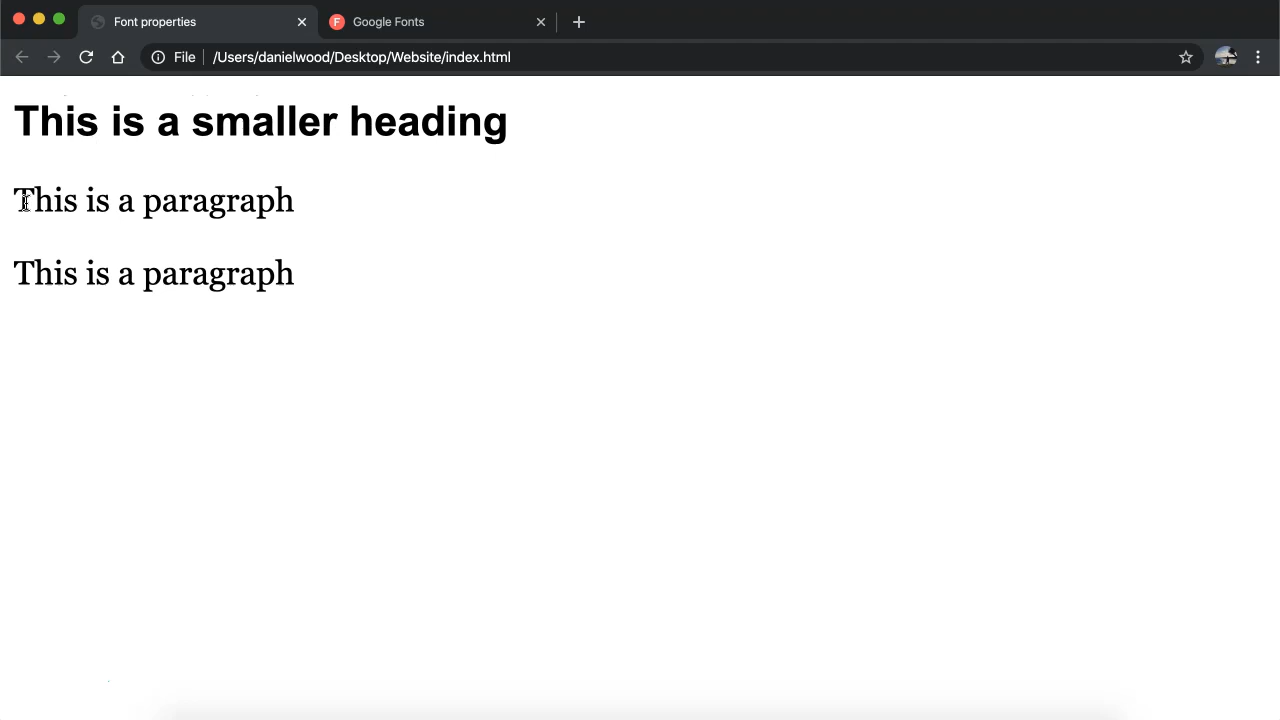 Font properties
Google Fonts
File /Users/danielwood/Desktop/Website/index.html
This is a smaller heading
This is a paragraph
This is a paragraph